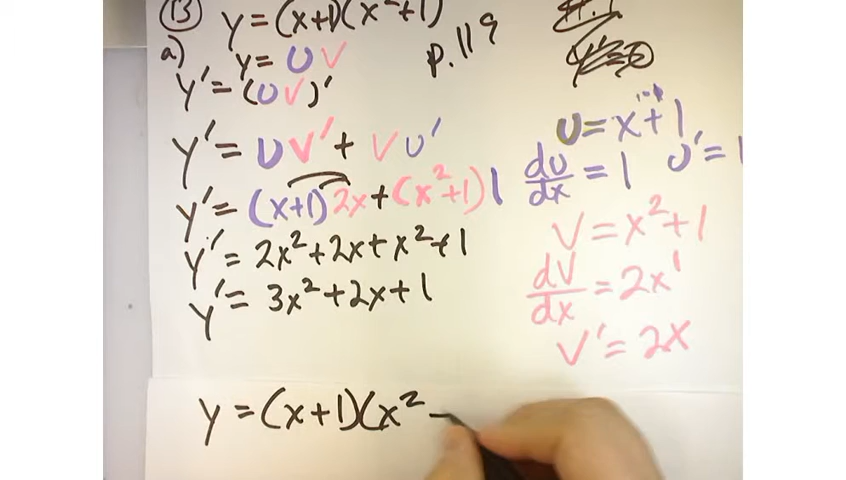 13 y=(x+1)(x²+1)
a) y= UV
p.119
y'=(UV)'
y'= UV'+ VU'
y'= (x+1)2x+(x²+1)1
y'= 2x²+2x+x²+1
y'= 3x²+2x+1
U=x+1
du/dx = 1 U'=1
V=x²+1
dV/dx = 2x¹
V'=2x
y=(x+1)(x² -